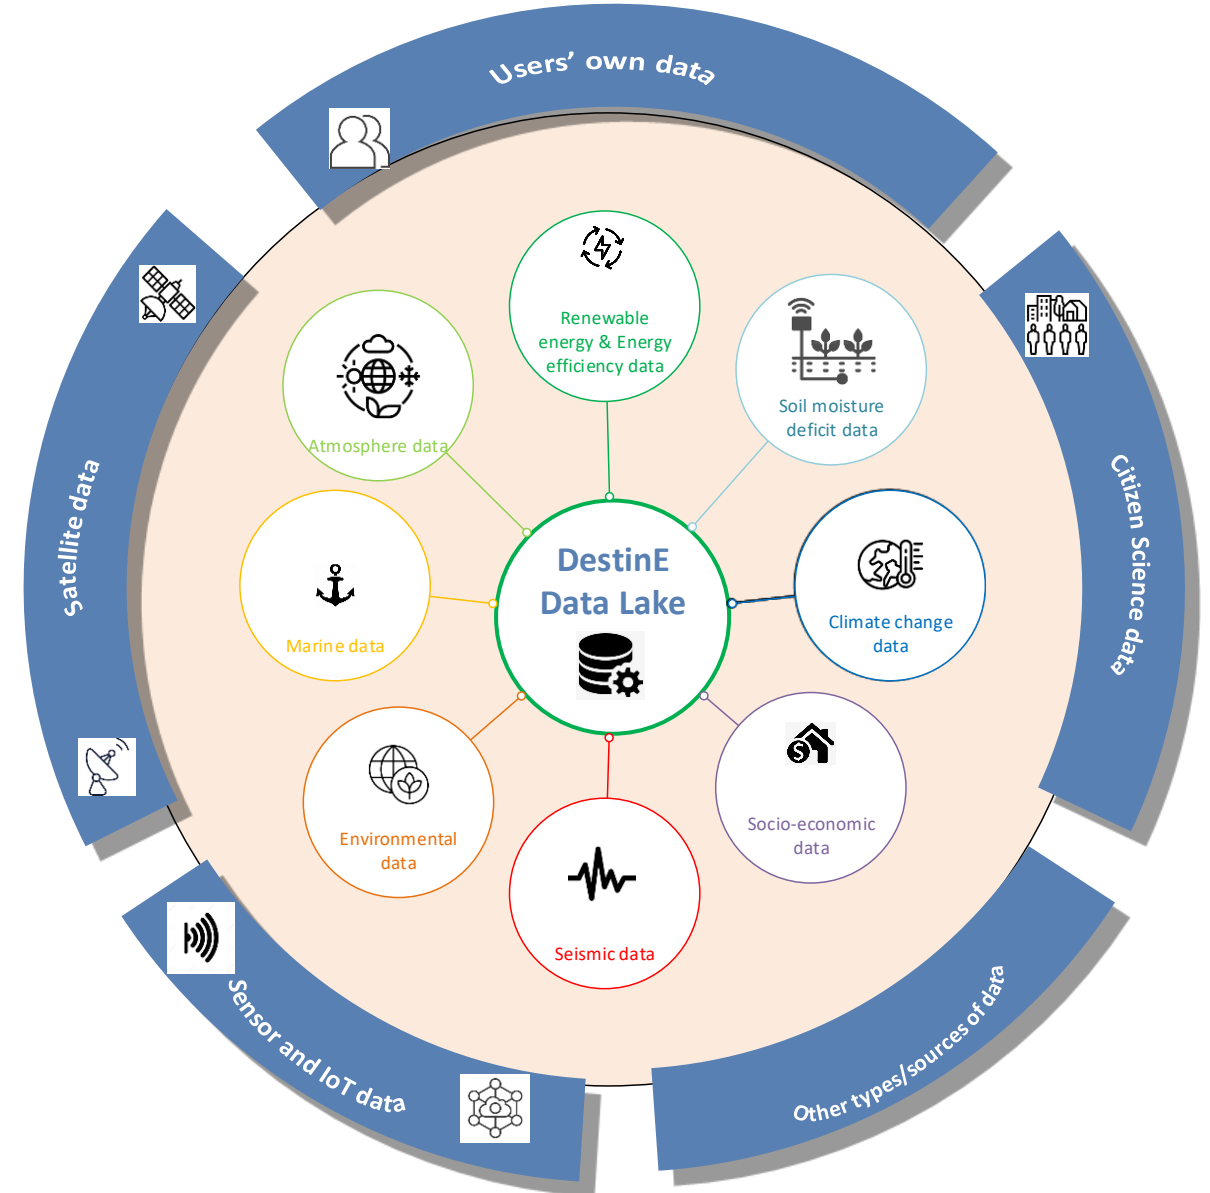 Users’ own data
Satellite data
Citizen Science data
Sensor and IoT data
Other types/sources of data
Renewable
energy & Energy
efficiency data
Soil moisture
deficit data
Atmosphere data
Climate change
data
Marine data
DestinE
Data Lake
Socio-economic
data
Environmental
data
Seismic data
$